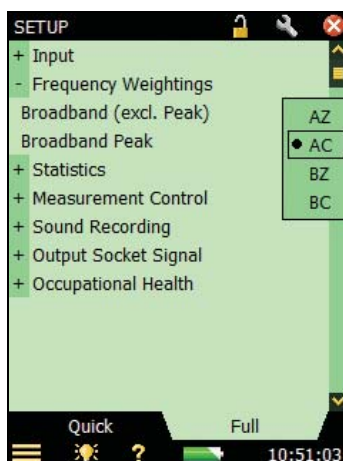 SETUP
+ Input
- Frequency Weightings
Broadband (excl. Peak)
AZ
Broadband Peak
AC
+ Statistics
BZ
+ Measurement Control
BC
+ Sound Recording
+ Output Socket Signal
+ Occupational Health
Quick Full
? 10:51:03